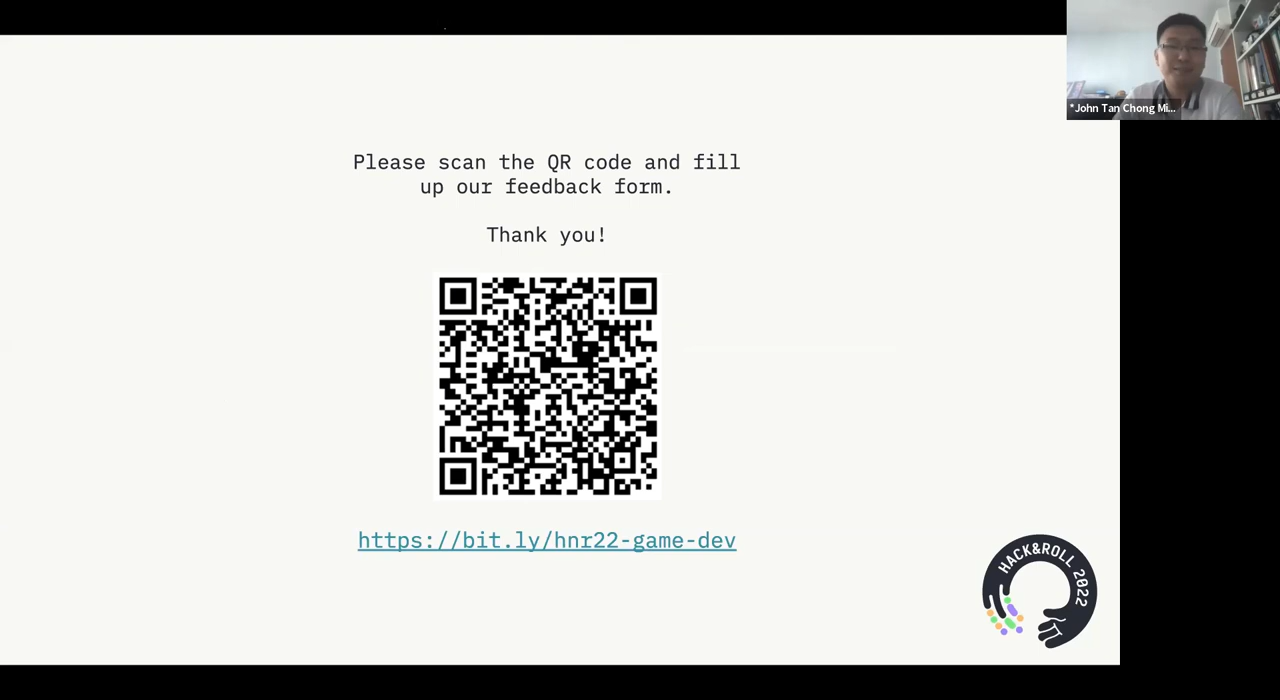 *John Tan Chong Mi...
Please scan the QR code and fill
up our feedback form.
Thank you!
https://bit.ly/hnr22-game-dev
HACK&ROLL 2022